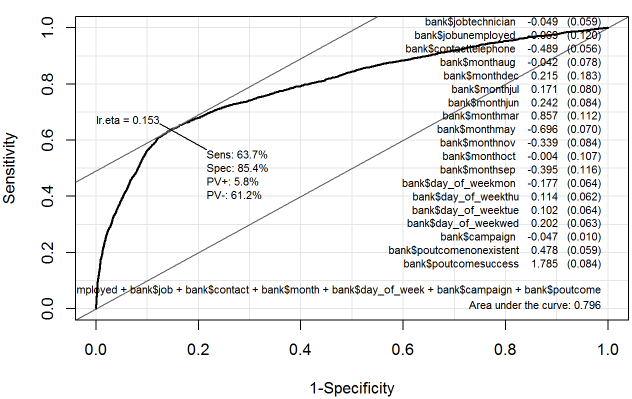 bank$jobtechnician -0.049 (0.059)
bank$jobunemployed -0.069 (0.120)
bank$contacttelephone -0.489 (0.056)
bank$monthaug -0.042 (0.078)
bank$monthdec 0.215 (0.183)
bank$monthjul 0.171 (0.080)
bank$monthjun 0.242 (0.084)
bank$monthmar 0.857 (0.112)
bank$monthmay -0.696 (0.070)
bank$monthnov -0.339 (0.084)
bank$monthoct -0.004 (0.107)
bank$monthsep -0.395 (0.116)
bank$day_of_weekmon -0.177 (0.064)
bank$day_of_weekthu 0.114 (0.062)
bank$day_of_weektue 0.102 (0.064)
bank$day_of_weekwed 0.202 (0.063)
bank$campaign -0.047 (0.010)
bank$poutcomenonexistent 0.478 (0.059)
bank$poutcomesuccess 1.785 (0.084)
lr.eta = 0.153
Sens: 63.7%
Spec: 85.4%
PV+: 5.8%
PV-: 61.2%
mployed + bank$job + bank$contact + bank$month + bank$day_of_week + bank$campaign + bank$poutcome
Area under the curve: 0.796
Sensitivity
1.0
0.8
0.6
0.4
0.2
0.0
0.0 0.2 0.4 0.6 0.8 1.0
1-Specificity